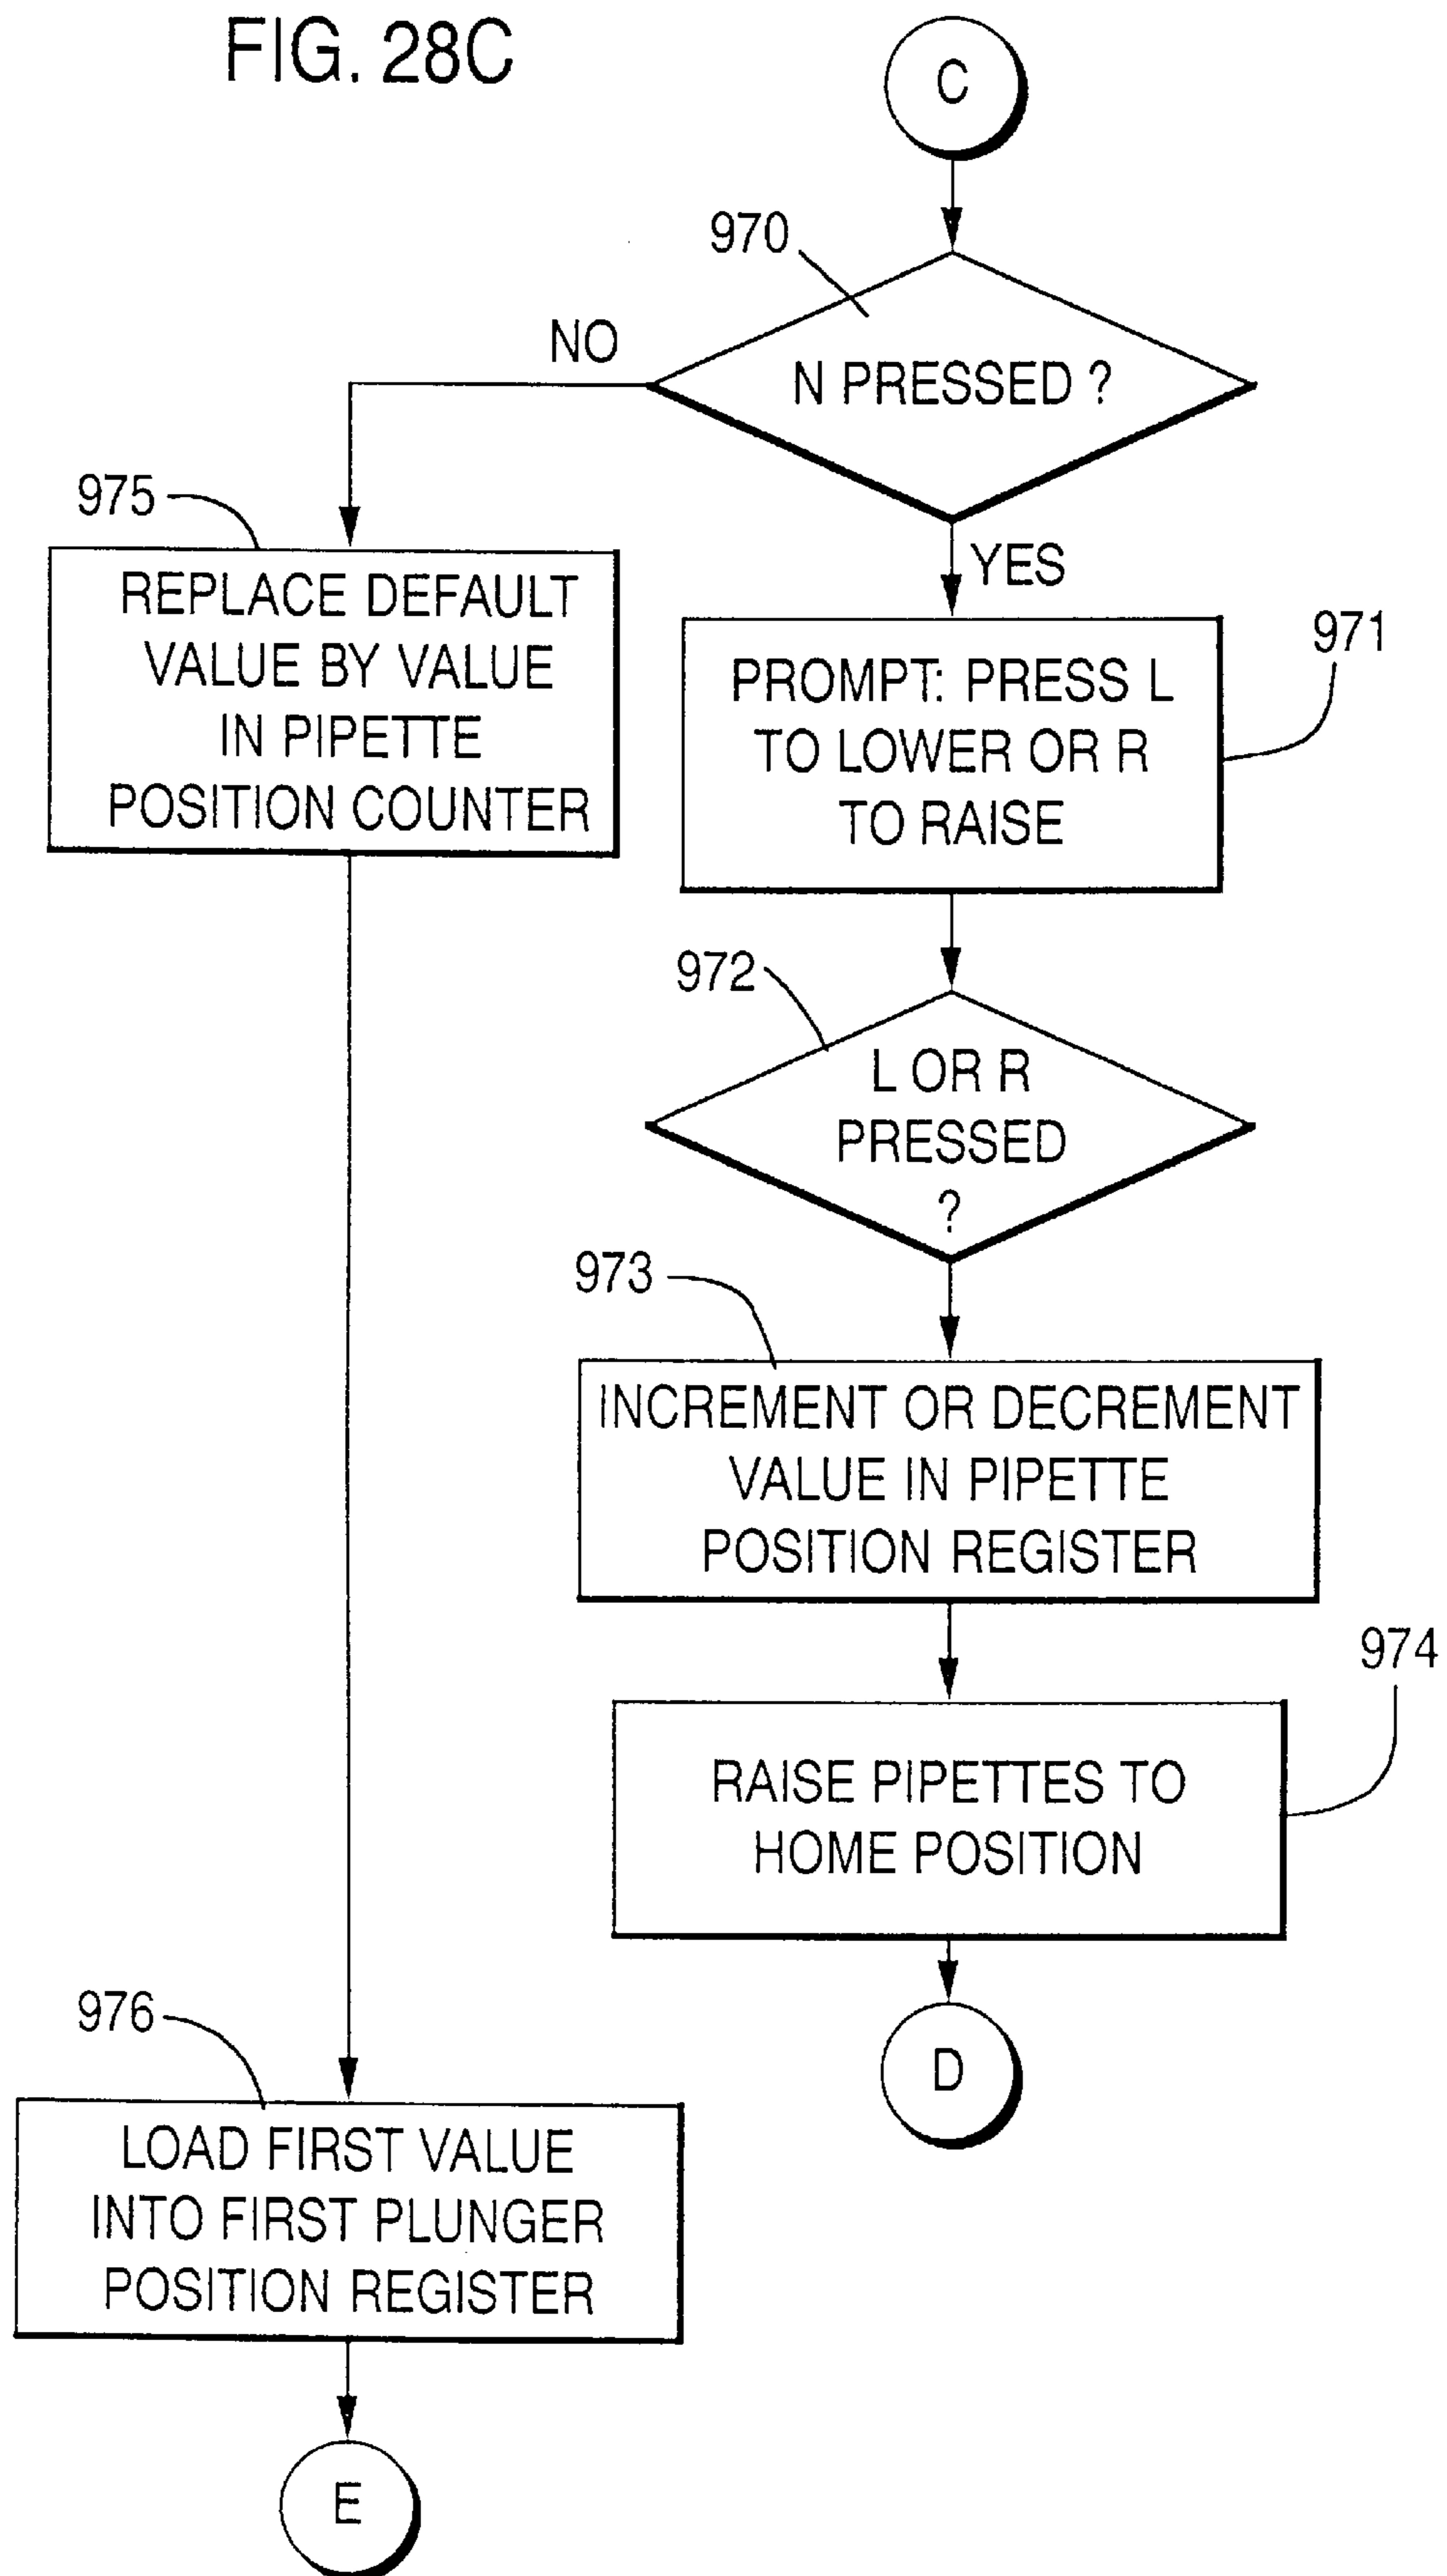 FIG. 28C
C
970
NO
N PRESSED ?
975
YES
REPLACE DEFAULT
VALUE BY VALUE
IN PIPETTE
POSITION COUNTER
971
PROMPT: PRESS L
TO LOWER OR R
TO RAISE
972
L OR R
PRESSED
?
973
INCREMENT OR DECREMENT
VALUE IN PIPETTE
POSITION REGISTER
974
RAISE PIPETTES TO
HOME POSITION
D
976
LOAD FIRST VALUE
INTO FIRST PLUNGER
POSITION REGISTER
E